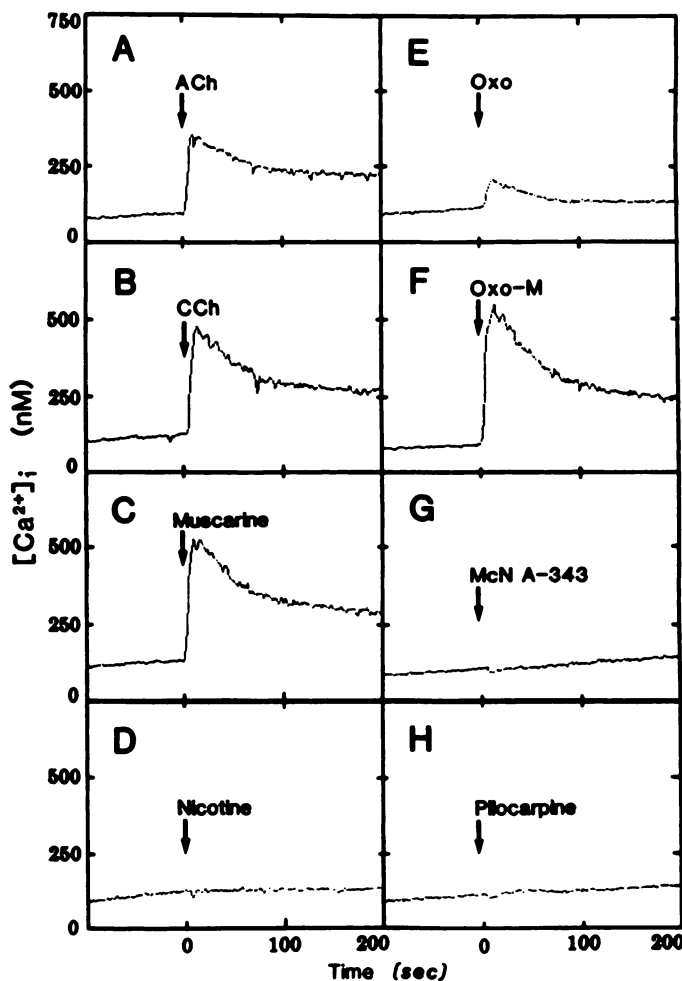 750
500
250
0
A
ACh
E
Oxo
500
250
0
B
CCh
F
Oxo-M
500
250
0
C
Muscarine
G
McN A-343
500
250
0
D
Nicotine
H
Pilocarpine
[Ca²⁺]ᵢ (nM)
0 100 200
0 100 200
Time (sec)